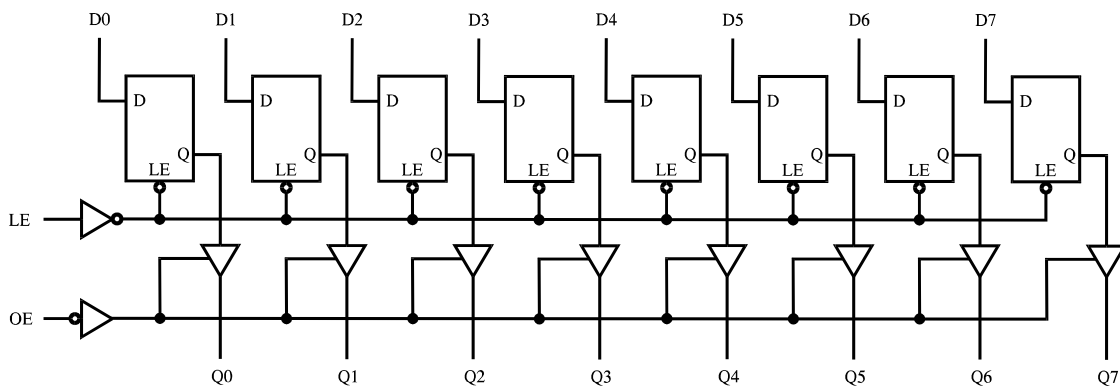 D0 D1 D2 D3 D4 D5 D6 D7
D D D D D D D D
Q Q Q Q Q Q Q Q
LE LE LE LE LE LE LE LE
LE
OE
Q0 Q1 Q2 Q3 Q4 Q5 Q6 Q7